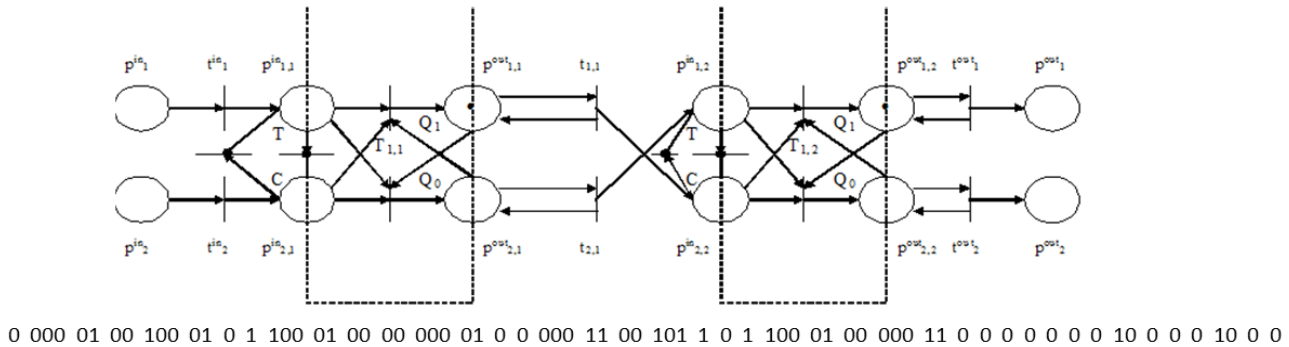 pⁱⁿ₁ tⁱⁿ₁ pⁱⁿ₁,₁ pᵒᵘᵗ₁,₁ t₁,₁ pⁱⁿ₁,₂ pᵒᵘᵗ₁,₂ tᵒᵘᵗ₁ pᵒᵘᵗ₁
Q₁ Q₁
T T₁,₁ T T₁,₂
C Q₀ C Q₀
pⁱⁿ₂ tⁱⁿ₂ pⁱⁿ₂,₁ pᵒᵘᵗ₂,₁ t₂,₁ pⁱⁿ₂,₂ pᵒᵘᵗ₂,₂ tᵒᵘᵗ₂ pᵒᵘᵗ₂
0 000 01 00 100 01 0 1 100 01 00 00 000 01 0 0 000 11 00 101 1 0 1 100 01 00 000 11 0 0 0 0 0 0 0 10 0 0 0 10 0 0